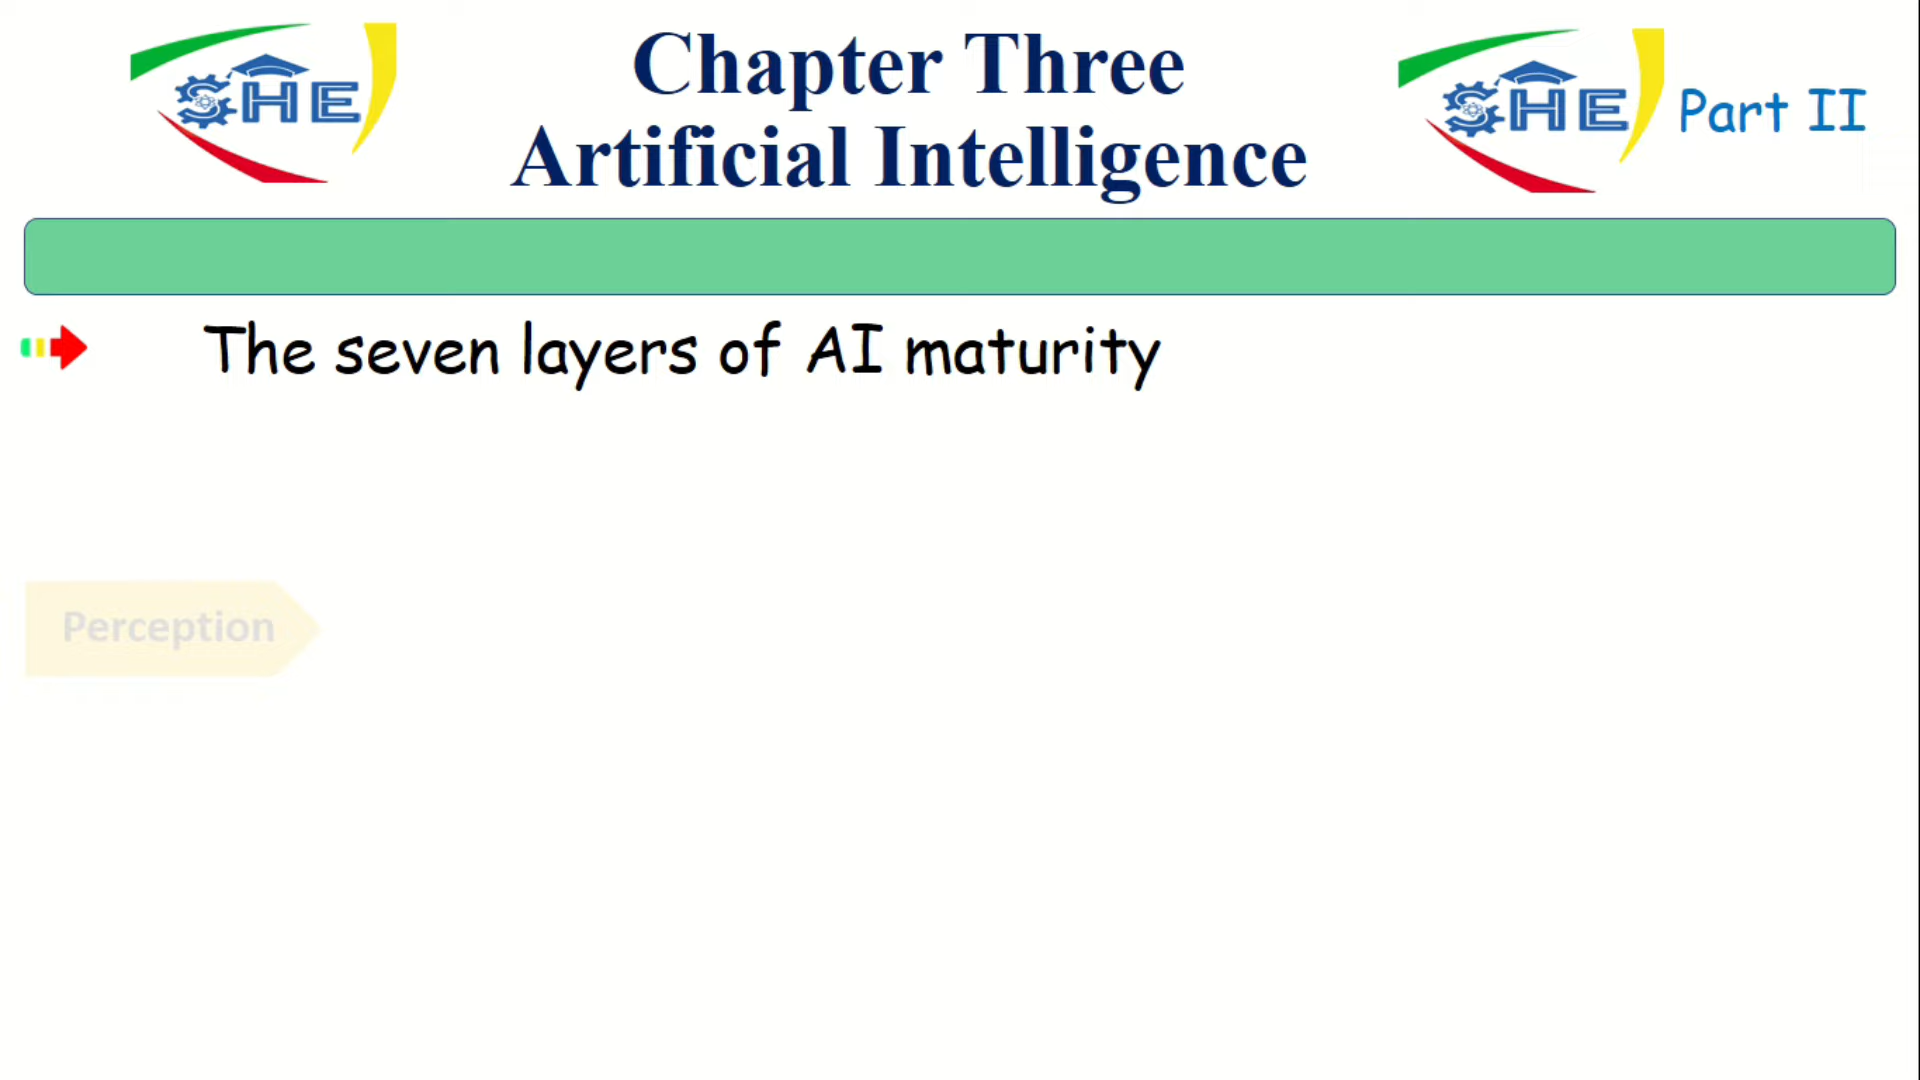 SHE
Chapter Three
Artificial Intelligence
SHE
Part II
The seven layers of AI maturity
Perception